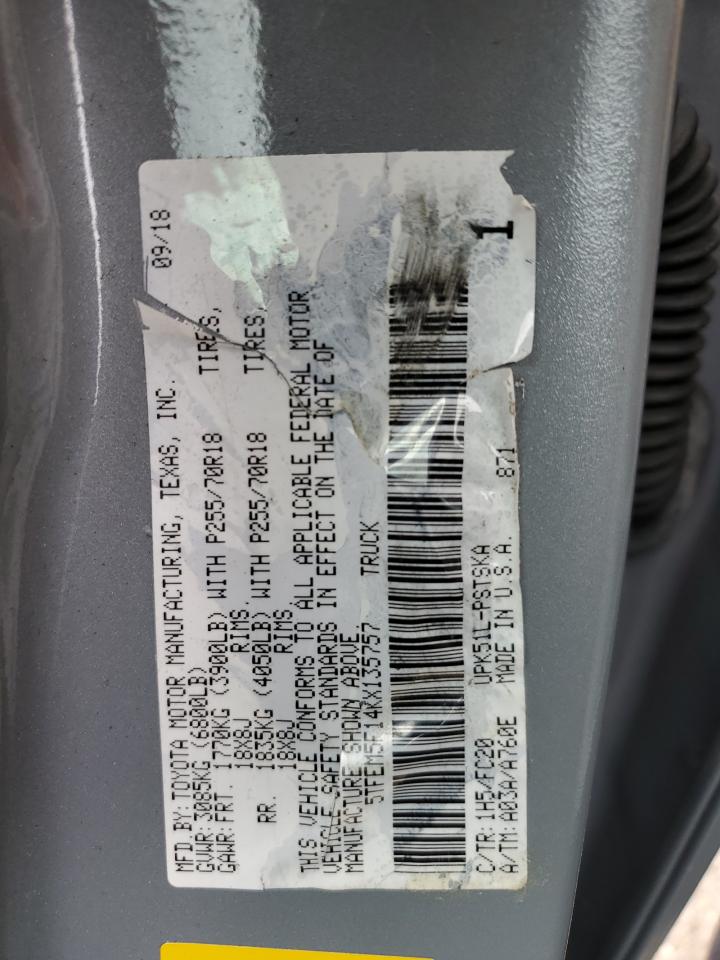 MFD.BY:TOYOTA MOTOR MANUFACTURING, TEXAS, INC. 09/18
GVWR:3085KG (6800LB)
GAWR:FRT. 1770KG (3900LB) WITH P255/70R18 TIRES,
18X8J RIMS,
RR. 1835KG (4050LB) WITH P255/70R18 TIRES,
18X8J RIMS.
THIS VEHICLE CONFORMS TO ALL APPLICABLE FEDERAL MOTOR
VEHICLE SAFETY STANDARDS IN EFFECT ON THE DATE OF
MANUFACTURE SHOWN ABOVE.
5TFEM5F14KX135757 TRUCK
C/TR:1H5/FC20 UPK51L-PSTSKA 871 1
A/TM:A03A/A760E MADE IN U.S.A.